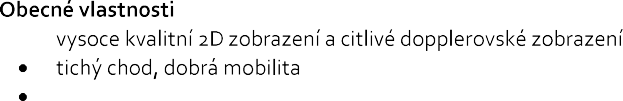 Obecné vlastnosti
vysoce kvalitní 2D zobrazení a citlivé dopplerovské zobrazení
• tichý chod, dobrá mobilita
•